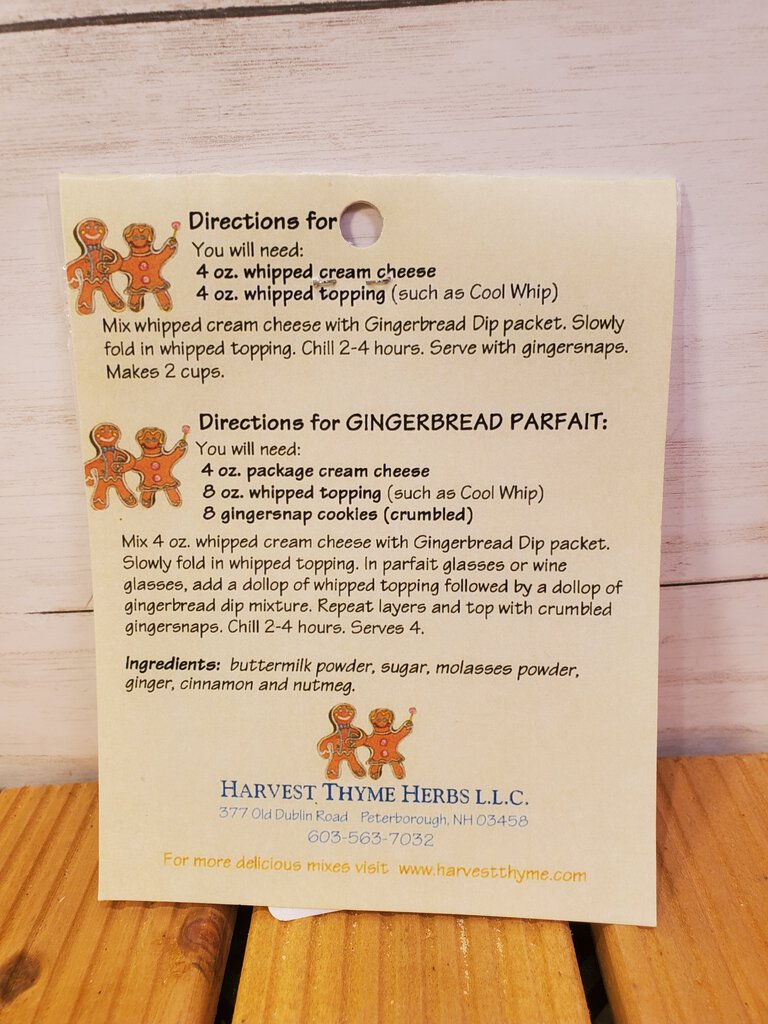 Directions for
You will need:
4 oz. whipped cream cheese
4 oz. whipped topping (such as Cool Whip)
Mix whipped cream cheese with Gingerbread Dip packet. Slowly
fold in whipped topping. Chill 2-4 hours. Serve with gingersnaps.
Makes 2 cups.
Directions for GINGERBREAD PARFAIT:
You will need:
4 oz. package cream cheese
8 oz. whipped topping (such as Cool Whip)
8 gingersnap cookies (crumbled)
Mix 4 oz. whipped cream cheese with Gingerbread Dip packet.
Slowly fold in whipped topping. In parfait glasses or wine
glasses, add a dollop of whipped topping followed by a dollop of
gingerbread dip mixture. Repeat layers and top with crumbled
gingersnaps. Chill 2-4 hours. Serves 4.
Ingredients: buttermilk powder, sugar, molasses powder,
ginger, cinnamon and nutmeg.
HARVEST THYME HERBS L.L.C.
377 Old Dublin Road Peterborough, NH 03458
603-563-7032
For more delicious mixes visit www.harvestthyme.com